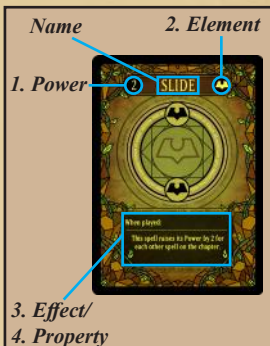 Name
2. Element
1. Power
2
SLIDE
When played:
This spell raises its Power by 2 for
each other spell on the chapter.
3. Effect/
4. Property